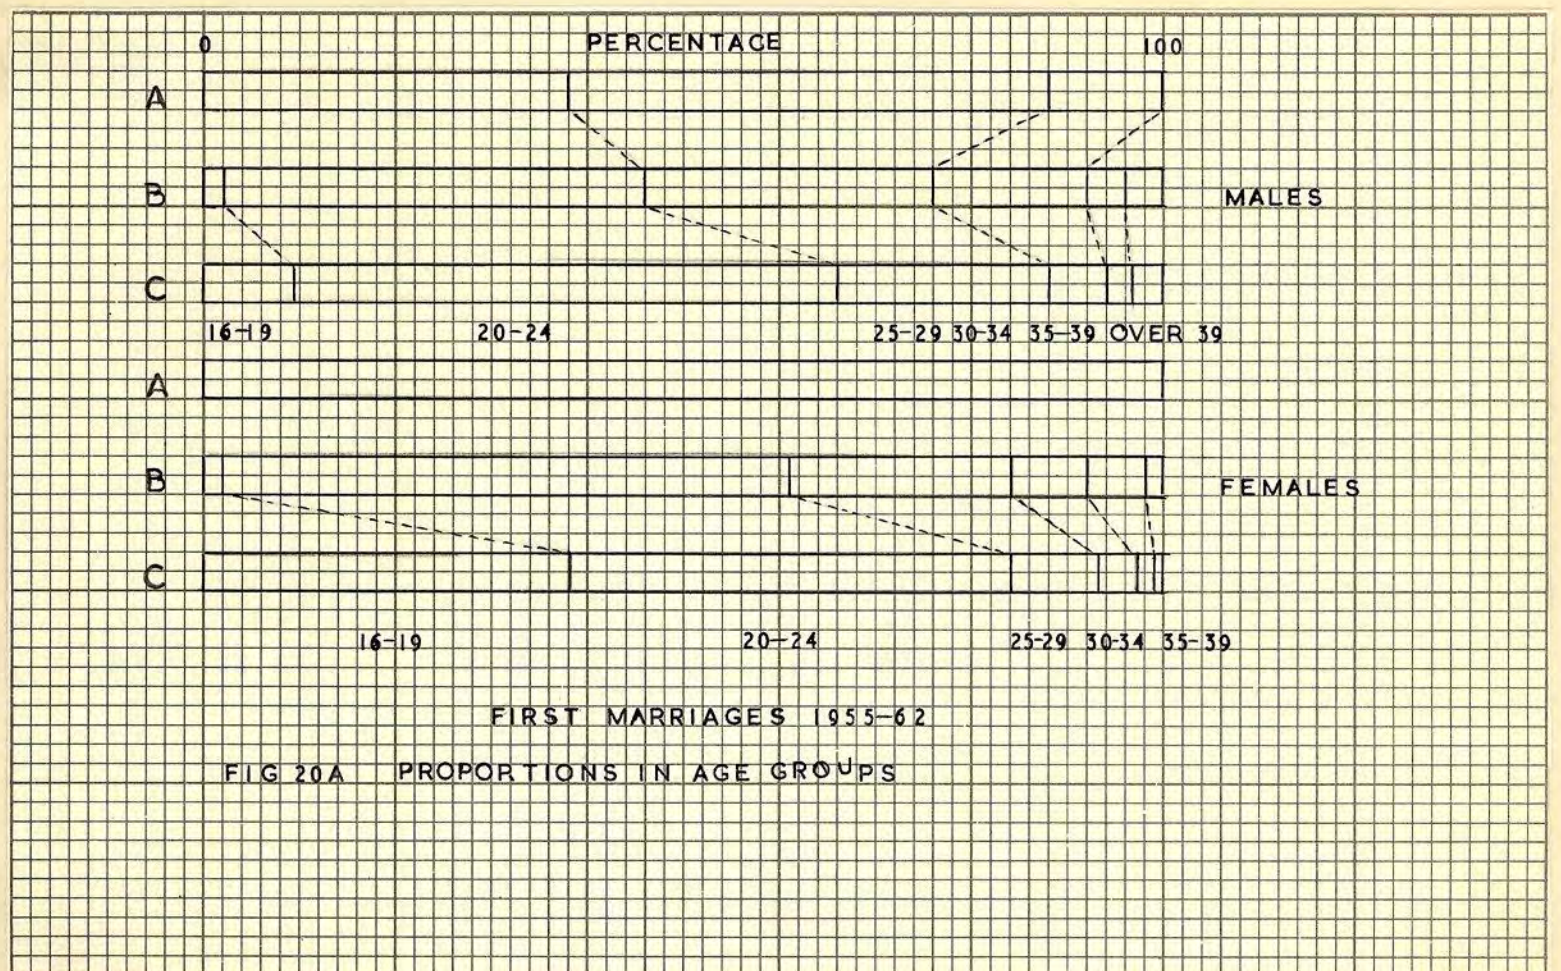 0 PERCENTAGE 100
A
B MALES
C
16-19 20-24 25-29 30-34 35-39 OVER 39
A
B FEMALES
C
16-19 20-24 25-29 30-34 35-39
FIRST MARRIAGES 1955-62
FIG 20A PROPORTIONS IN AGE GROUPS